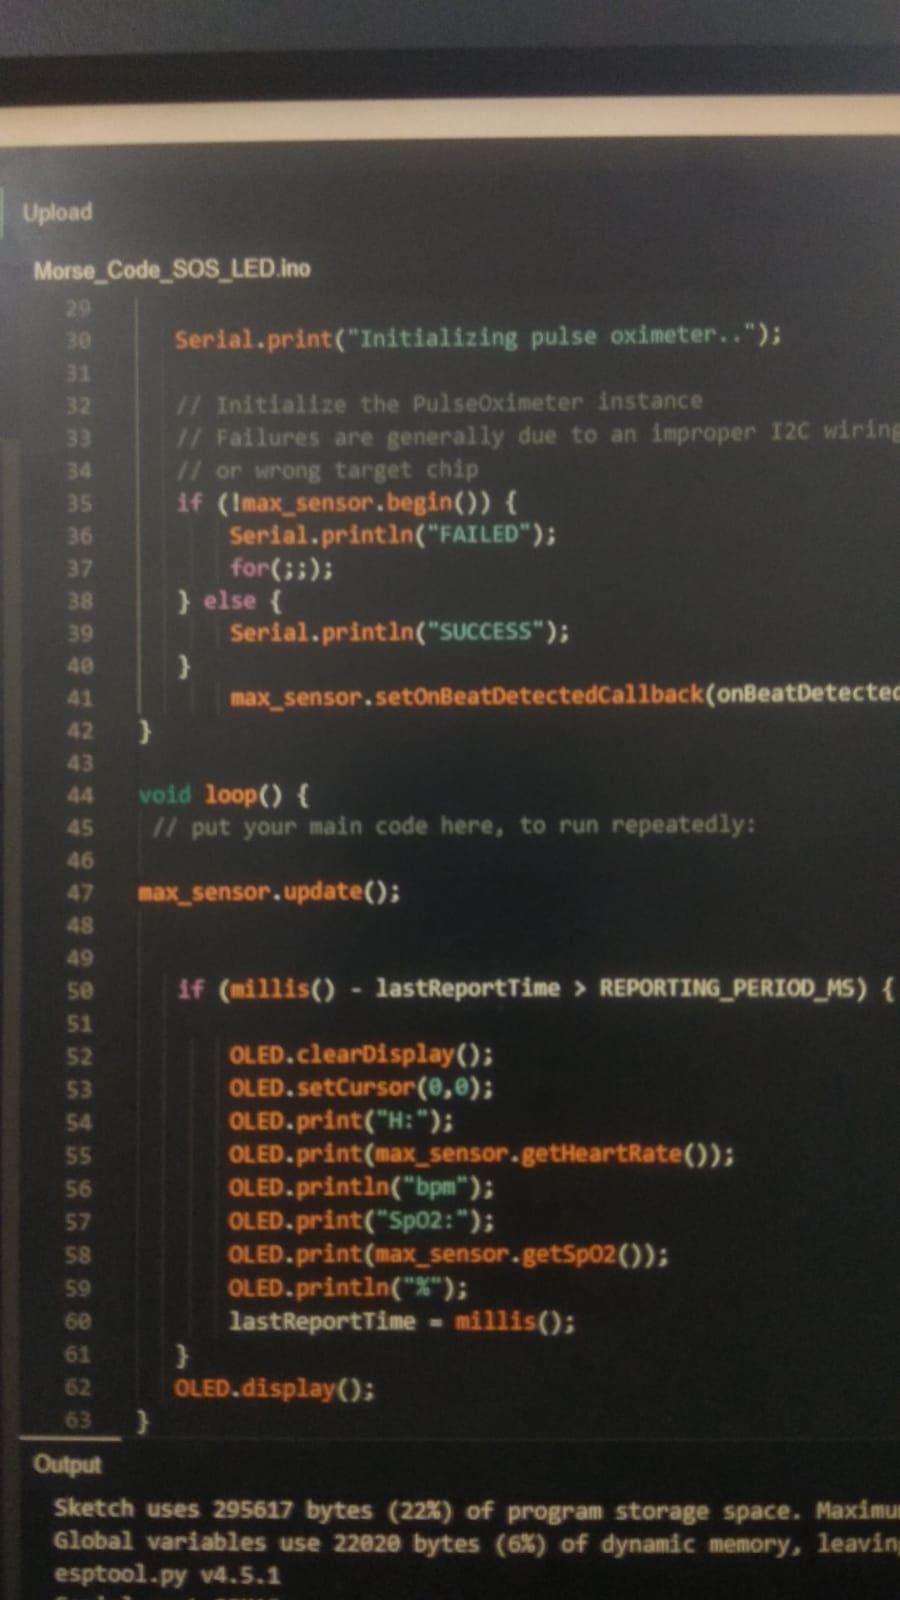 Upload
Morse_Code_SOS_LED.ino
29
30 Serial.print("Initializing pulse oximeter..");
31
32 // Initialize the PulseOximeter instance
33 // Failures are generally due to an improper I2C wiring
34 // or wrong target chip
35 if (!max_sensor.begin()) {
36 Serial.println("FAILED");
37 for(;;);
38 } else {
39 Serial.println("SUCCESS");
40 }
41 max_sensor.setOnBeatDetectedCallback(onBeatDetected
42 }
43
44 void loop() {
45 // put your main code here, to run repeatedly:
46
47 max_sensor.update();
48
49
50 if (millis() - lastReportTime > REPORTING_PERIOD_MS) {
51
52 OLED.clearDisplay();
53 OLED.setCursor(0,0);
54 OLED.print("H:");
55 OLED.print(max_sensor.getHeartRate());
56 OLED.println("bpm");
57 OLED.print("SpO2:");
58 OLED.print(max_sensor.getSpO2());
59 OLED.println("%");
60 lastReportTime = millis();
61 }
62 OLED.display();
63 }
Output
Sketch uses 295617 bytes (22%) of program storage space. Maximu
Global variables use 22020 bytes (6%) of dynamic memory, leavin
esptool.py v4.5.1